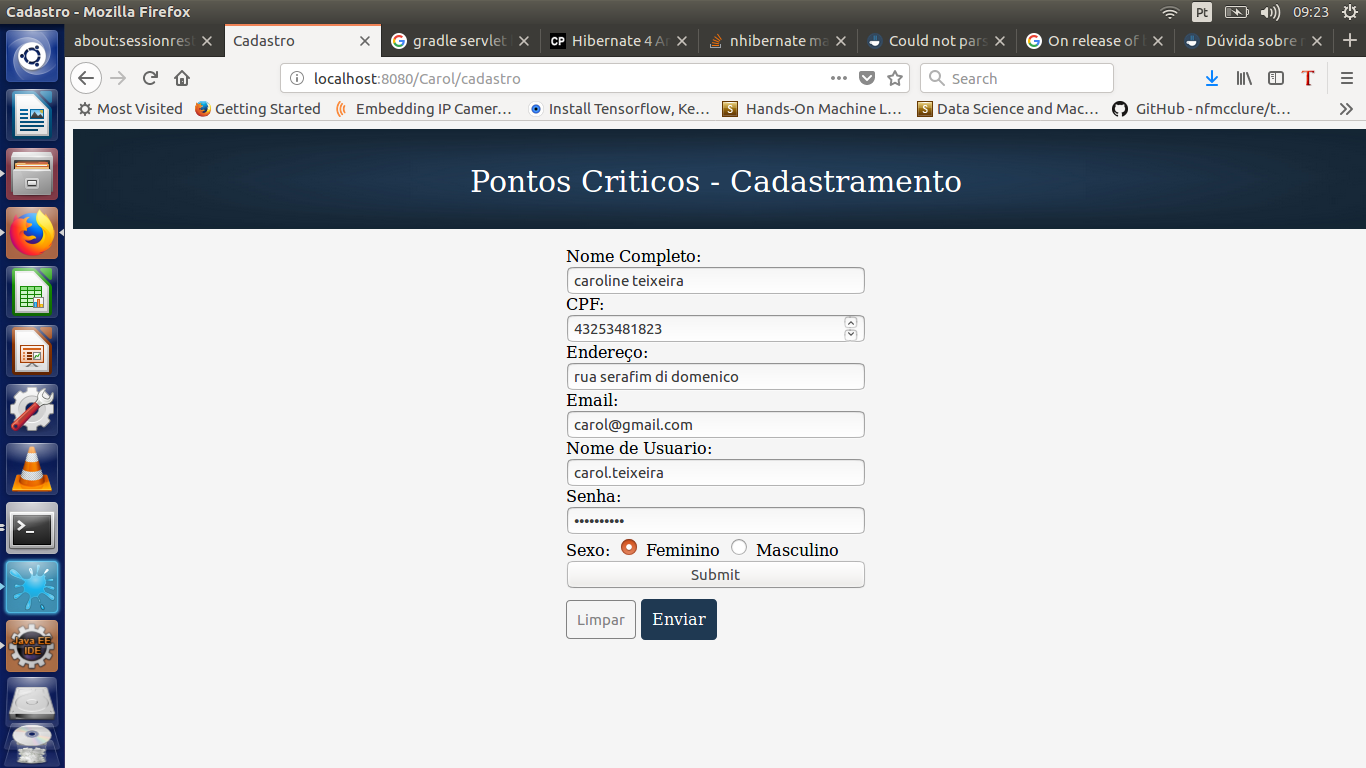 Cadastro - Mozilla Firefox
Pt
09:23
about:sessionres
Cadastro
gradle servlet
Hibernate 4 Ar
nhibernate ma
Could not pars
On release of
Dúvida sobre
localhost:8080/Carol/cadastro
Search
Most Visited
Getting Started
Embedding IP Camer...
Install Tensorflow, Ke...
Hands-On Machine L...
Data Science and Mac...
GitHub - nfmcclure/t...
Pontos Criticos - Cadastramento
Nome Completo:
caroline teixeira
CPF:
43253481823
Endereço:
rua serafim di domenico
Email:
carol@gmail.com
Nome de Usuario:
carol.teixeira
Senha:
••••••••••
Sexo: Feminino Masculino
Submit
Limpar Enviar
Java EE
IDE